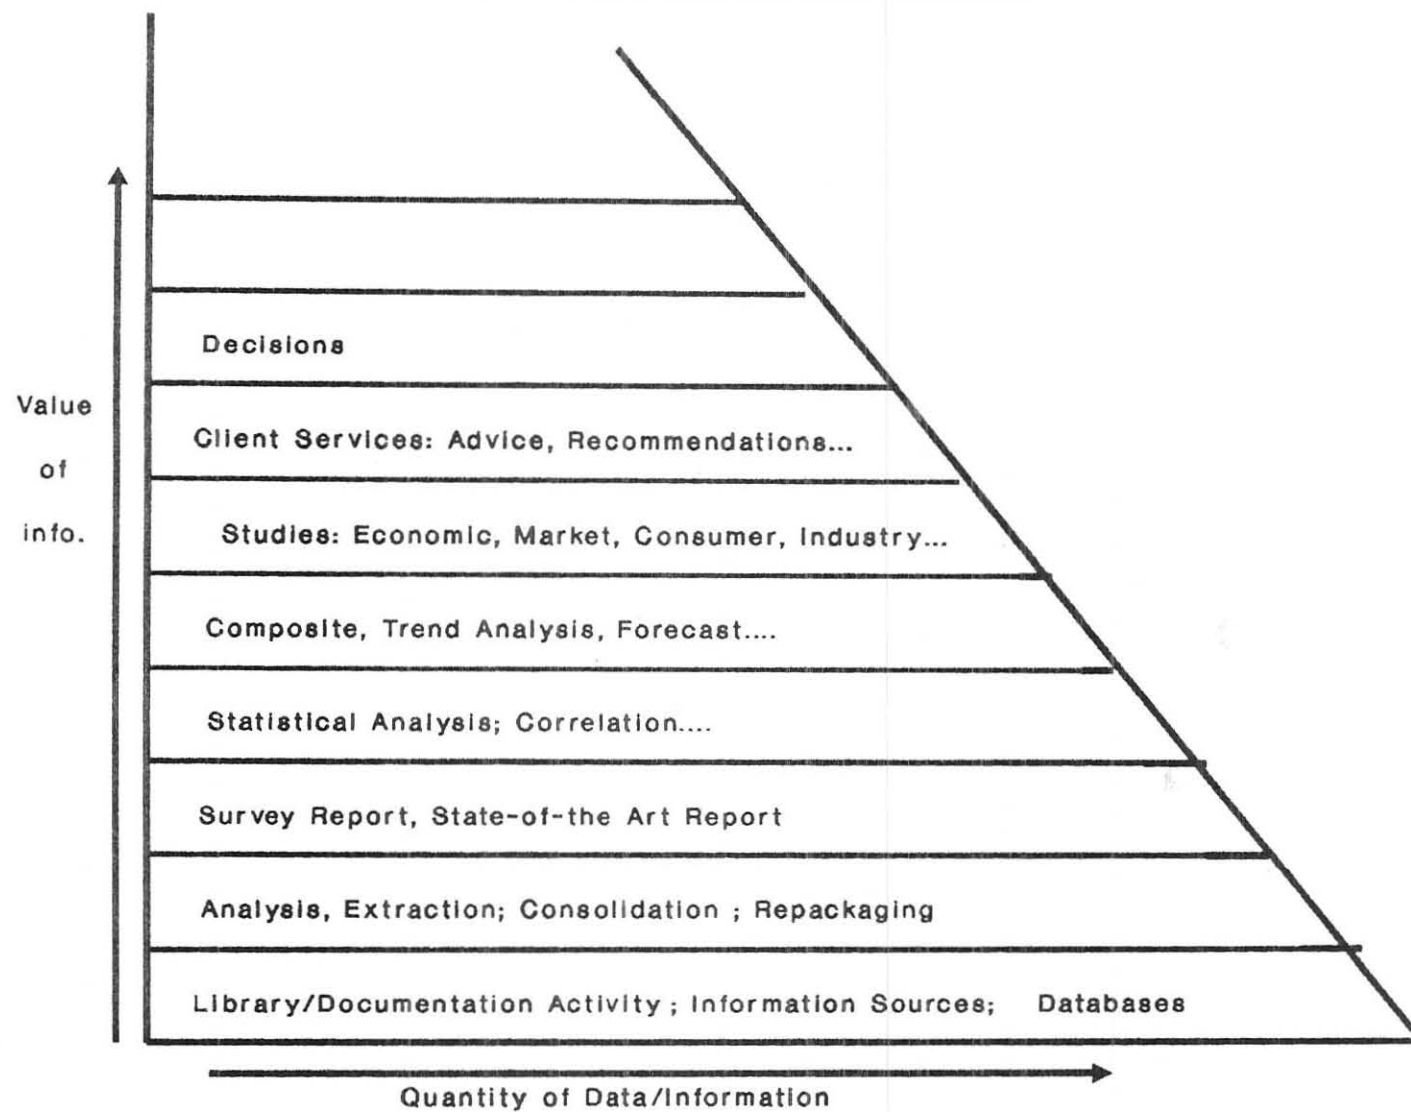 Decisions
Value
of
info.
Client Services: Advice, Recommendations...
Studies: Economic, Market, Consumer, Industry...
Composite, Trend Analysis, Forecast....
Statistical Analysis; Correlation....
Survey Report, State-of-the Art Report
Analysis, Extraction; Consolidation ; Repackaging
Library/Documentation Activity ; Information Sources; Databases
Quantity of Data/Information